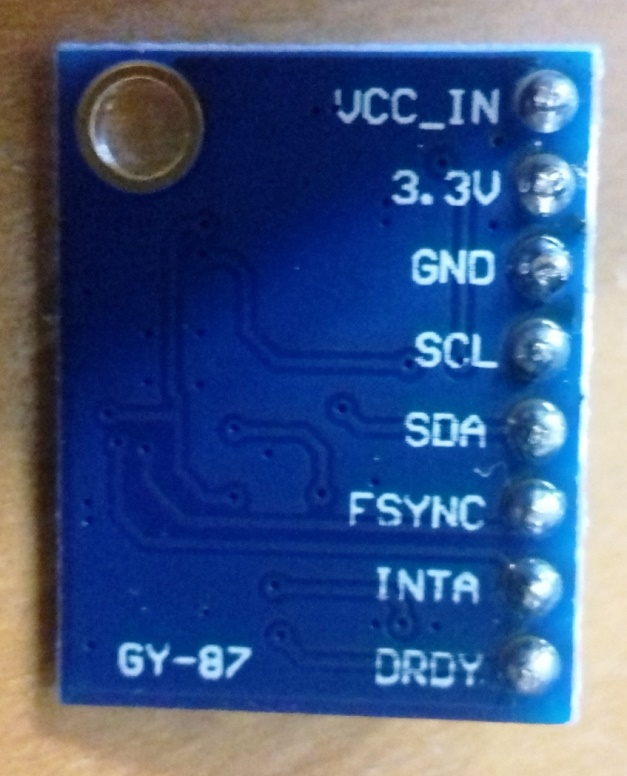 VCC_IN
3.3V
GND
SCL
SDA
FSYNC
INTA
DRDY
GY-87